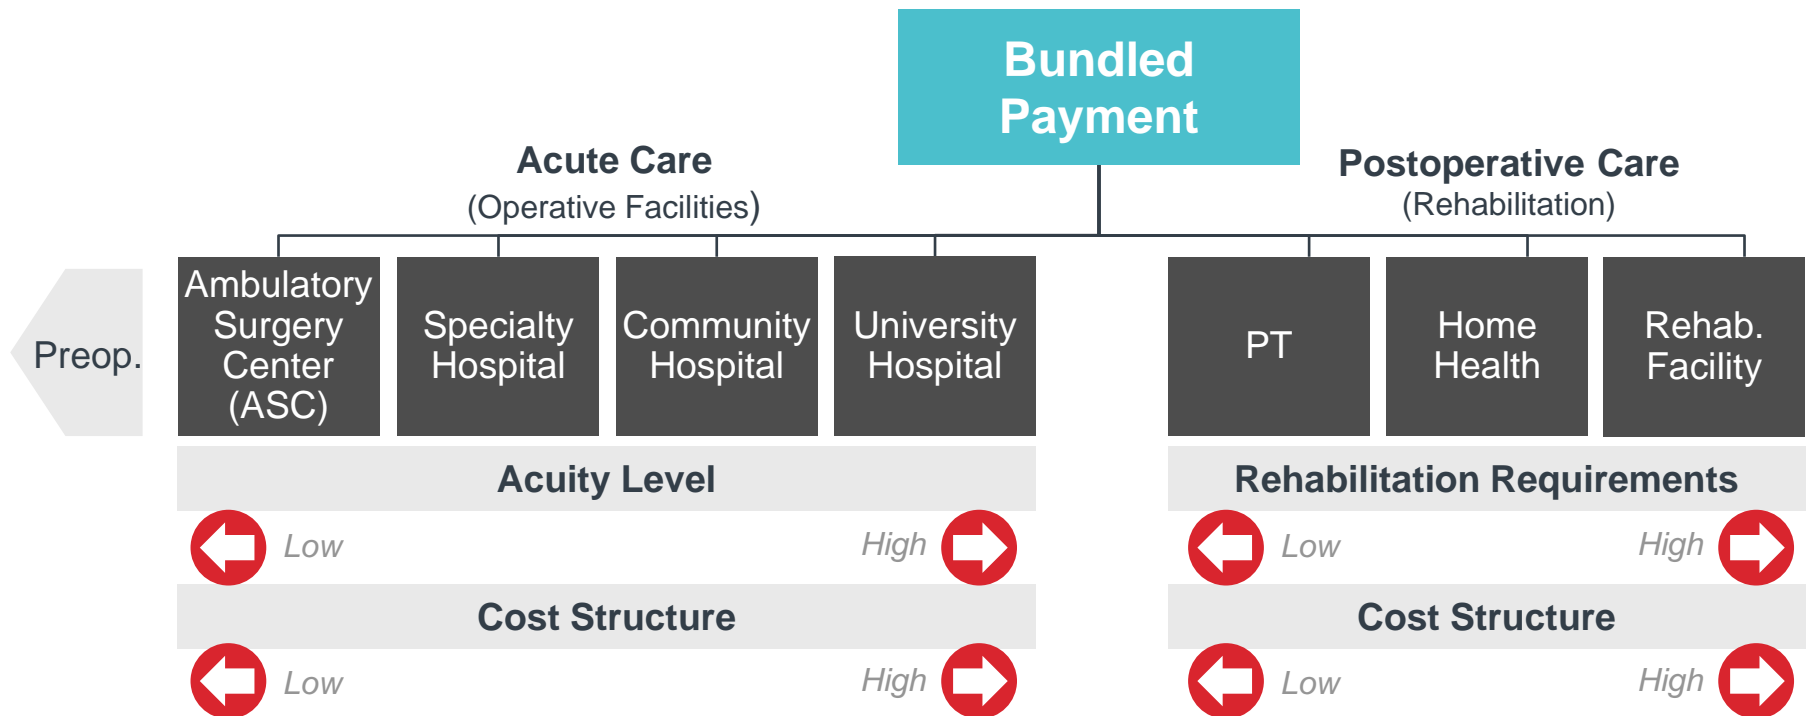 Bundled
Payment
Acute Care
(Operative Facilities)
Postoperative Care
(Rehabilitation)
Preop.
Ambulatory
Surgery
Center
(ASC)
Specialty
Hospital
Community
Hospital
University
Hospital
PT
Home
Health
Rehab.
Facility
Acuity Level
Low
High
Cost Structure
Low
High
Rehabilitation Requirements
Low
High
Cost Structure
Low
High